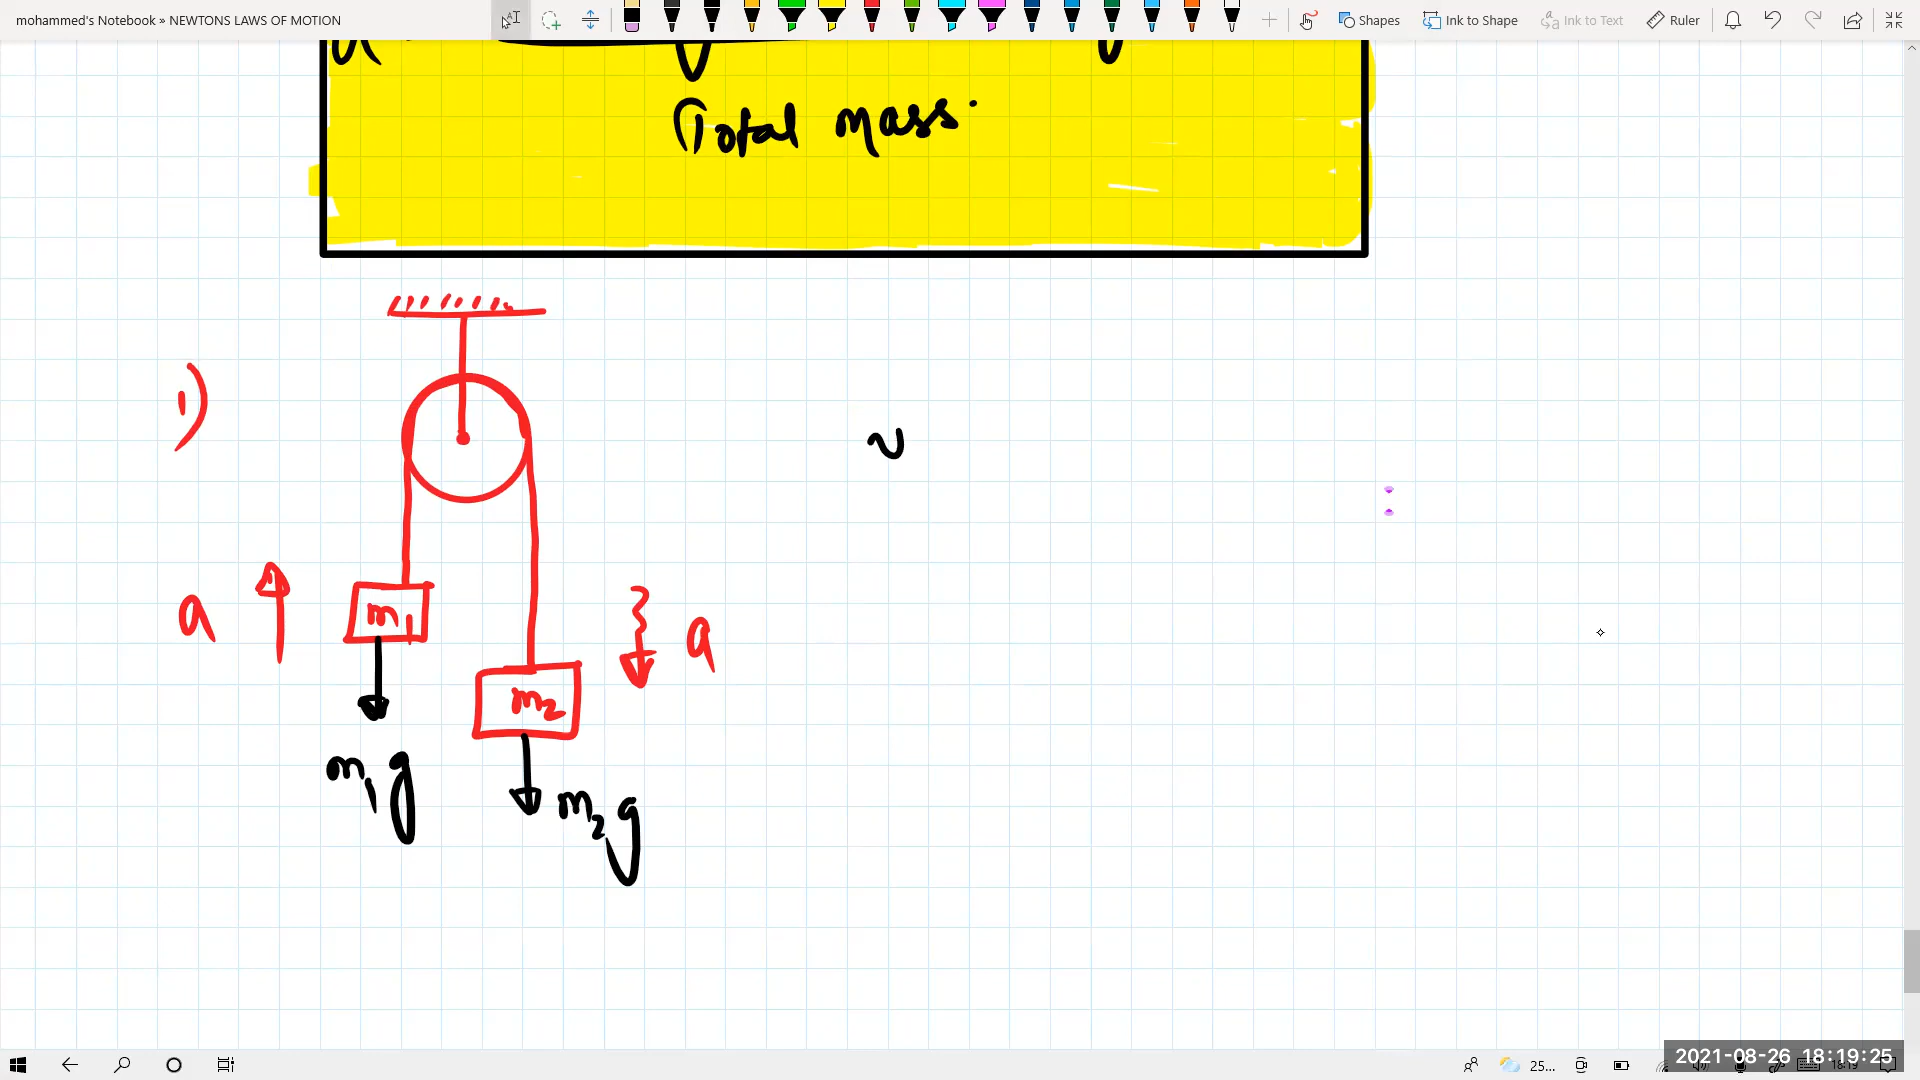 mohammed's Notebook » NEWTONS LAWS OF MOTION
Shapes
Ink to Shape
Ink to Text
Ruler
Total mass
1)
a
m1
a
m2
m1g
m2g
25...
2021-08-26 18:19:25